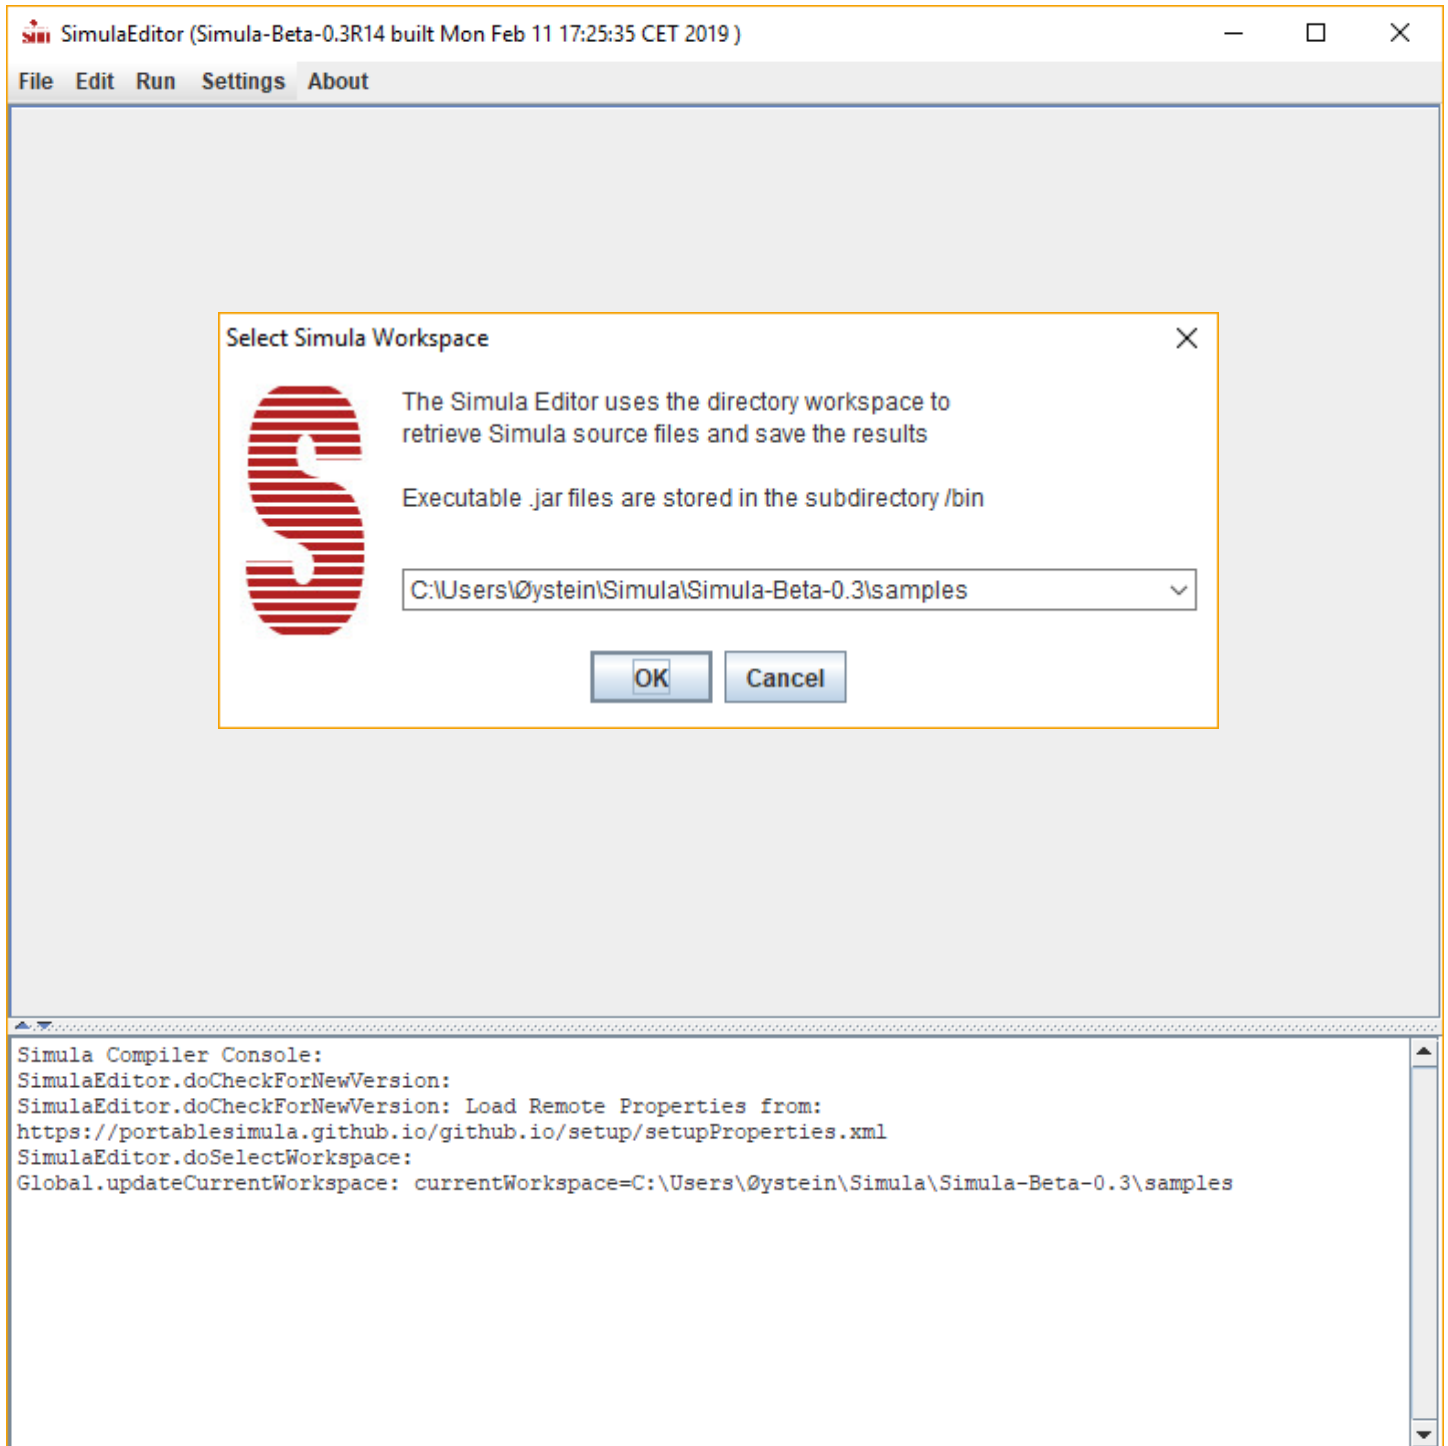 SimulaEditor (Simula-Beta-0.3R14 built Mon Feb 11 17:25:35 CET 2019 )
File Edit Run Settings About
Select Simula Workspace
The Simula Editor uses the directory workspace to
retrieve Simula source files and save the results
Executable .jar files are stored in the subdirectory /bin
C:\Users\Øystein\Simula\Simula-Beta-0.3\samples
OK Cancel
Simula Compiler Console:
SimulaEditor.doCheckForNewVersion:
SimulaEditor.doCheckForNewVersion: Load Remote Properties from:
https://portablesimula.github.io/github.io/setup/setupProperties.xml
SimulaEditor.doSelectWorkspace:
Global.updateCurrentWorkspace: currentWorkspace=C:\Users\Øystein\Simula\Simula-Beta-0.3\samples